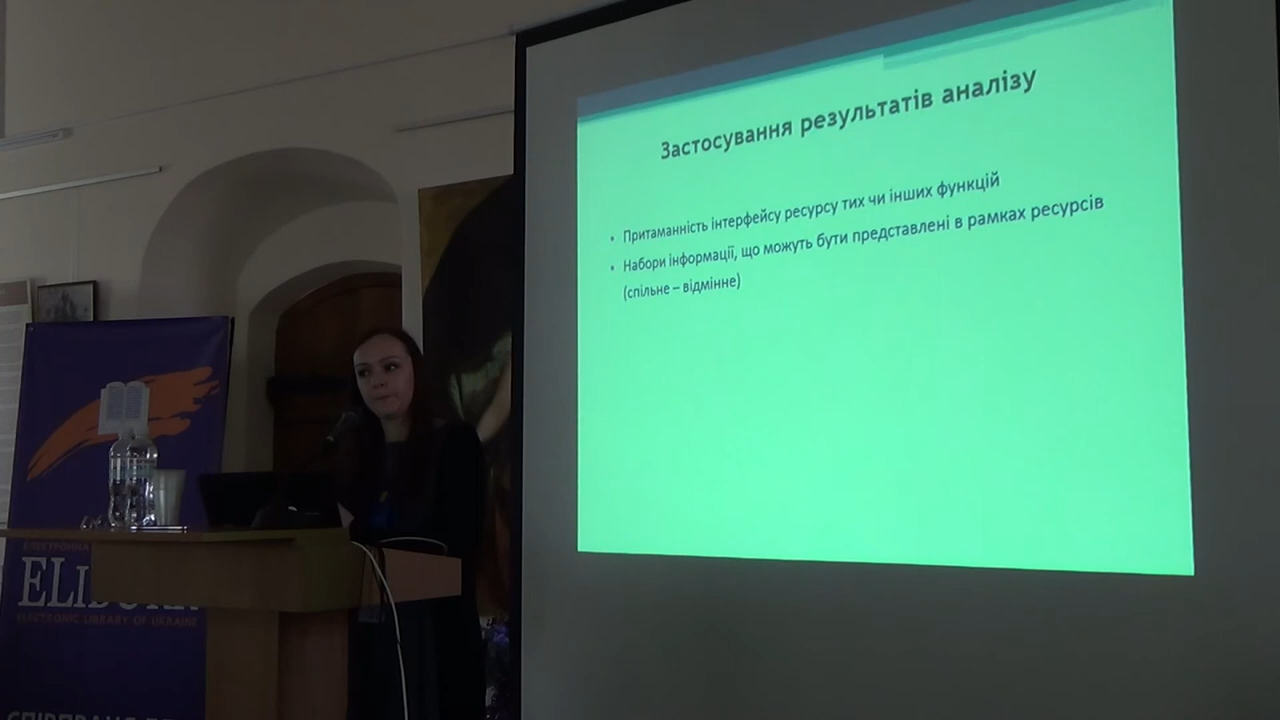 Застосування результатів аналізу
• Притаманність інтерфейсу ресурсу тих чи інших функцій
• Набори інформації, що можуть бути представлені в рамках ресурсів
(спільне – відмінне)
ЕЛЕКТРОННА
ELECTRONIC LIBRARY OF UKRAINE